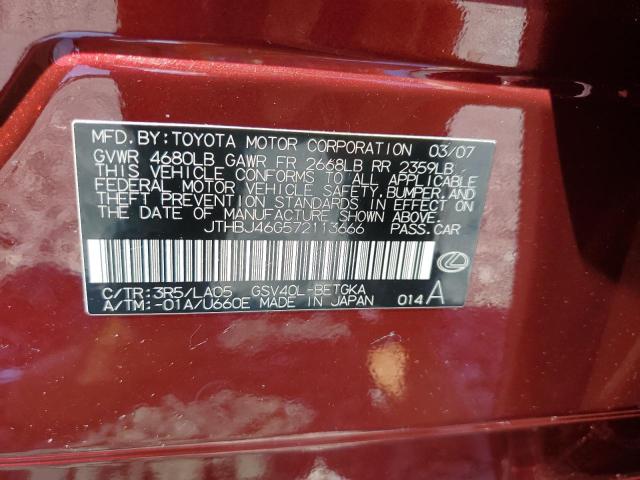 MFD.BY:TOYOTA MOTOR CORPORATION 03/07
GVWR 4680LB GAWR FR 2668LB RR 2359LB
THIS VEHICLE CONFORMS TO ALL APPLICABLE
FEDERAL MOTOR VEHICLE SAFETY,BUMPER,AND
THEFT PREVENTION STANDARDS IN EFFECT ON
THE DATE OF MANUFACTURE SHOWN ABOVE.
JTHBJ46G572113666 PASS.CAR
C/TR:3R5/LA05 GSV40L-BETGKA
A/TM:-01A/U660E MADE IN JAPAN 014 A